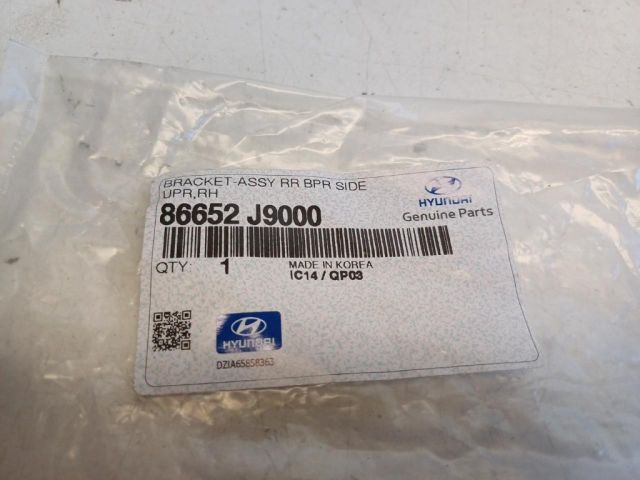 BRACKET-ASSY RR BPR SIDE
UPR,RH
86652 J9000
HYUNDAI
Genuine Parts
QTY: 1
MADE IN KOREA
IC14 / QP03
HYUNDAI
DZIA65858363